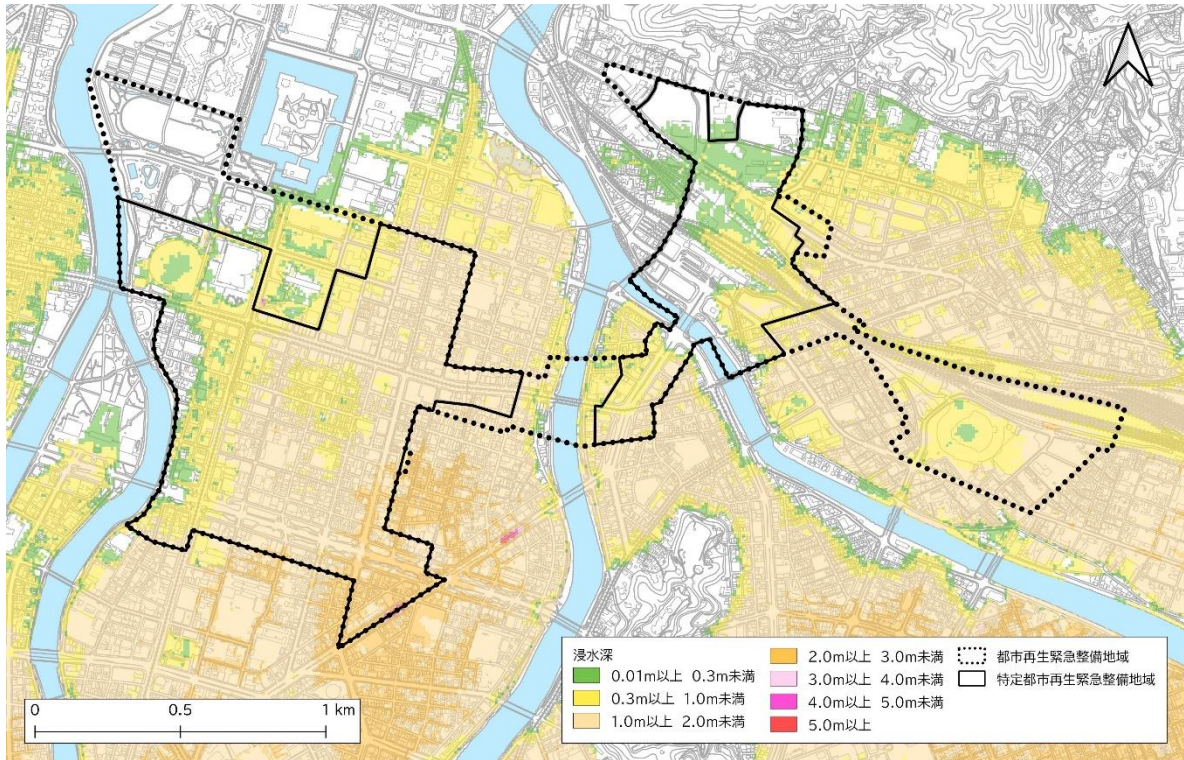 浸水深
0.01m以上 0.3m未満
0.3m以上 1.0m未満
1.0m以上 2.0m未満
2.0m以上 3.0m未満
3.0m以上 4.0m未満
4.0m以上 5.0m未満
5.0m以上
都市再生緊急整備地域
特定都市再生緊急整備地域
0 0.5 1 km